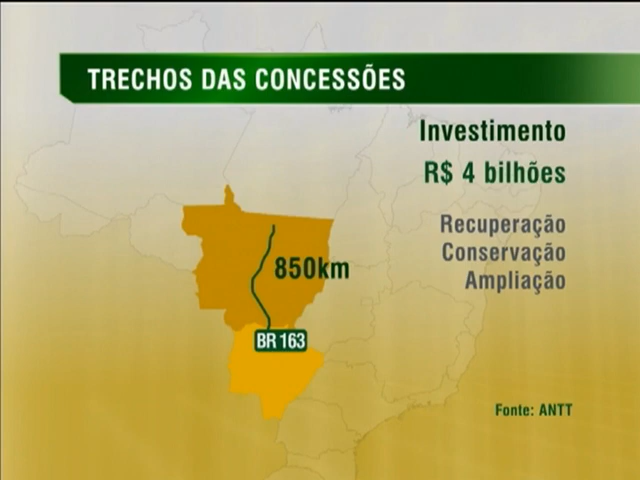 TRECHOS DAS CONCESSÕES
Investimento
R$ 4 bilhões
Recuperação
Conservação
Ampliação
850km
BR 163
Fonte: ANTT